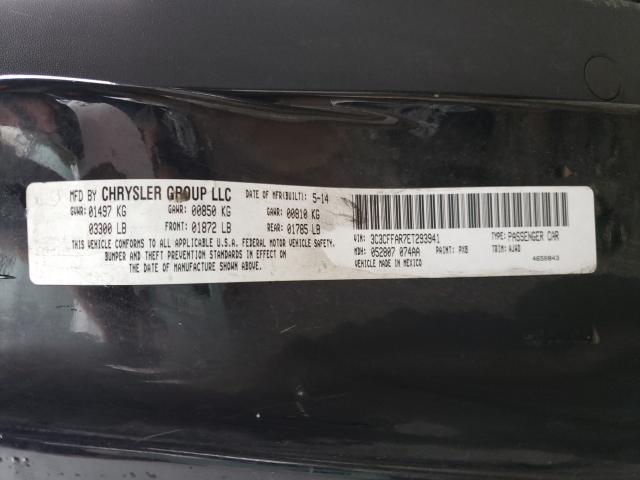 MFD BY CHRYSLER GROUP LLC DATE OF MFR(BUILT): 5-14
GVWR: 01497 KG GAWR: 00850 KG GAWR: 00810 KG
03300 LB FRONT: 01872 LB REAR: 01785 LB
THIS VEHICLE CONFORMS TO ALL APPLICABLE U.S.A. FEDERAL MOTOR VEHICLE SAFETY,
BUMPER AND THEFT PREVENTION STANDARDS IN EFFECT ON
THE DATE OF MANUFACTURE SHOWN ABOVE.
VIN: 3C3CFFAR7ET293941 TYPE: PASSENGER CAR
MDH: 052807 074AA PAINT: PXB TRIM: AJAD
VEHICLE MADE IN MEXICO 4658843